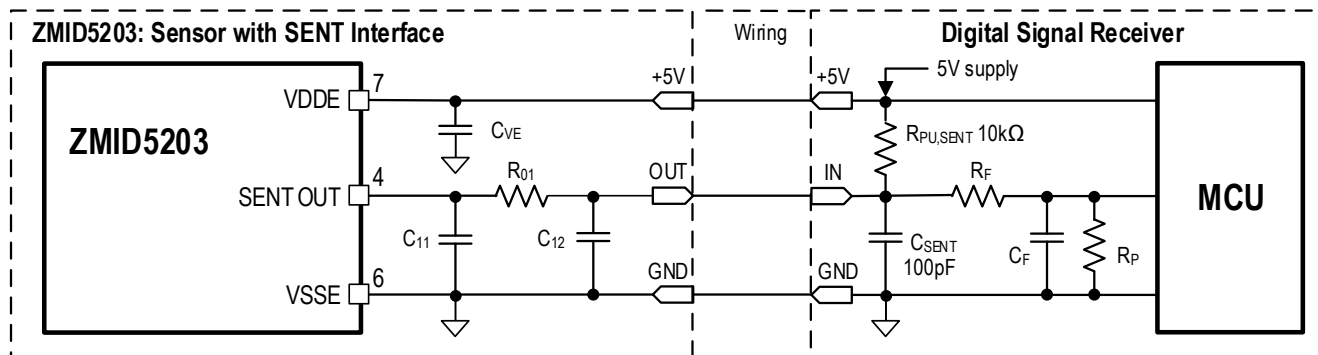 ZMID5203: Sensor with SENT Interface
Wiring
Digital Signal Receiver
7
+5V
+5V
5V supply
VDDE
ZMID5203
CVE
RPU,SENT 10kΩ
R01
OUT
IN
RF
4
SENT OUT
MCU
C11
C12
CSENT
100pF
CF
RP
6
GND
GND
VSSE